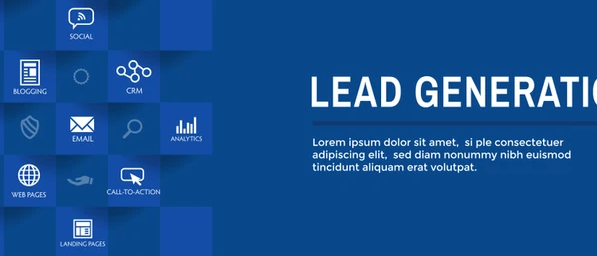 SOCIAL
BLOGGING
CRM
EMAIL
ANALYTICS
WEB PAGES
CALL-TO-ACTION
LANDING PAGES
LEAD GENERATIO
Lorem ipsum dolor sit amet, si ple consectetuer
adipiscing elit, sed diam nonummy nibh euismod
tincidunt aliquam erat volutpat.